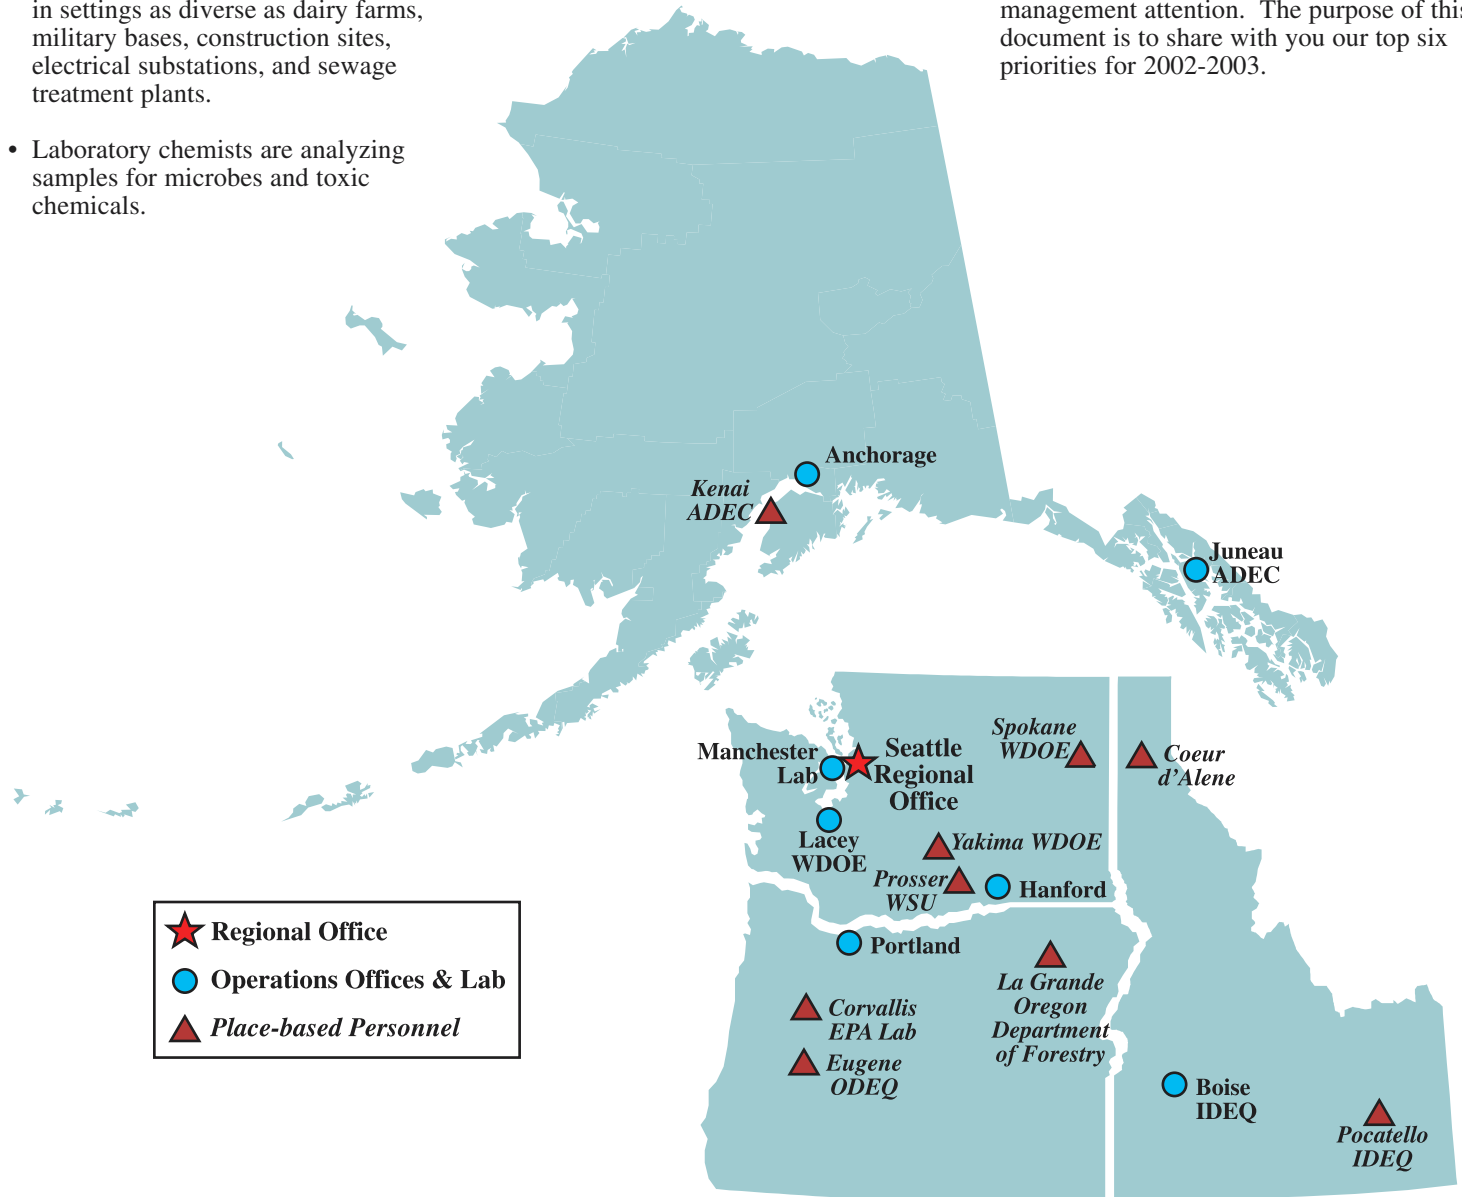 in settings as diverse as dairy farms,
military bases, construction sites,
electrical substations, and sewage
treatment plants.
• Laboratory chemists are analyzing
samples for microbes and toxic
chemicals.
management attention. The purpose of this
document is to share with you our top six
priorities for 2002-2003.
Anchorage
Kenai
ADEC
Juneau
ADEC
Manchester
Lab
Seattle
Regional
Office
Spokane
WDOE
Coeur
d'Alene
Lacey
WDOE
Yakima WDOE
Prosser
WSU
Hanford
Portland
La Grande
Oregon
Department
of Forestry
Corvallis
EPA Lab
Eugene
ODEQ
Boise
IDEQ
Pocatello
IDEQ
Regional Office
Operations Offices & Lab
Place-based Personnel